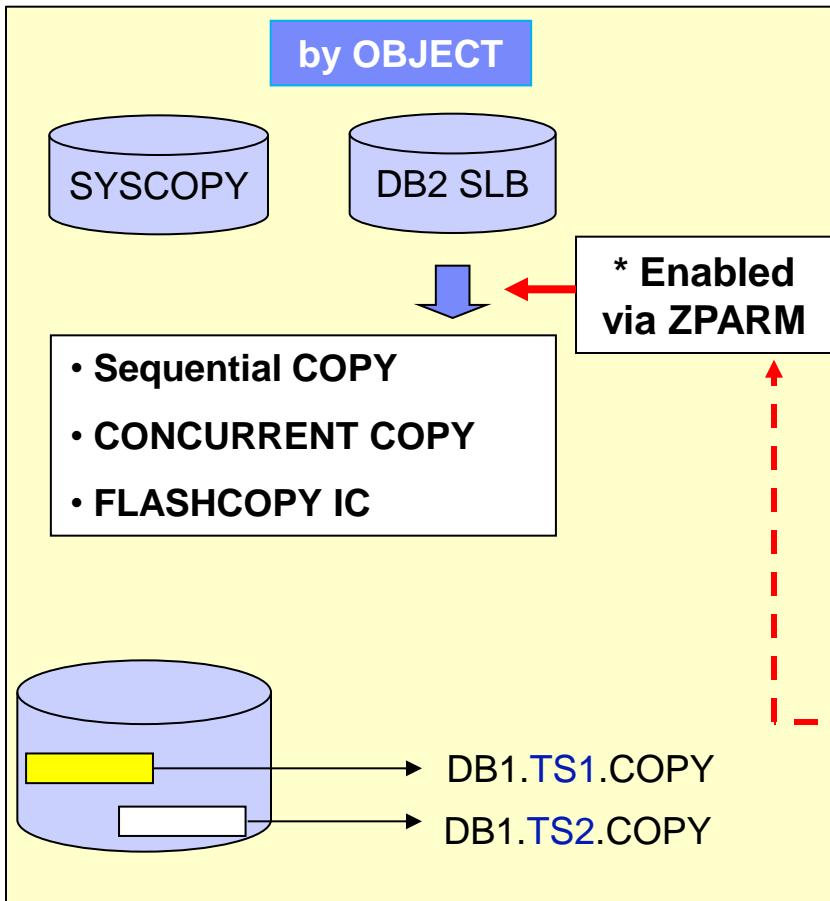 by OBJECT
SYSCOPY
DB2 SLB
* Enabled
via ZPARM
• Sequential COPY
• CONCURRENT COPY
• FLASHCOPY IC
DB1.TS1.COPY
DB1.TS2.COPY